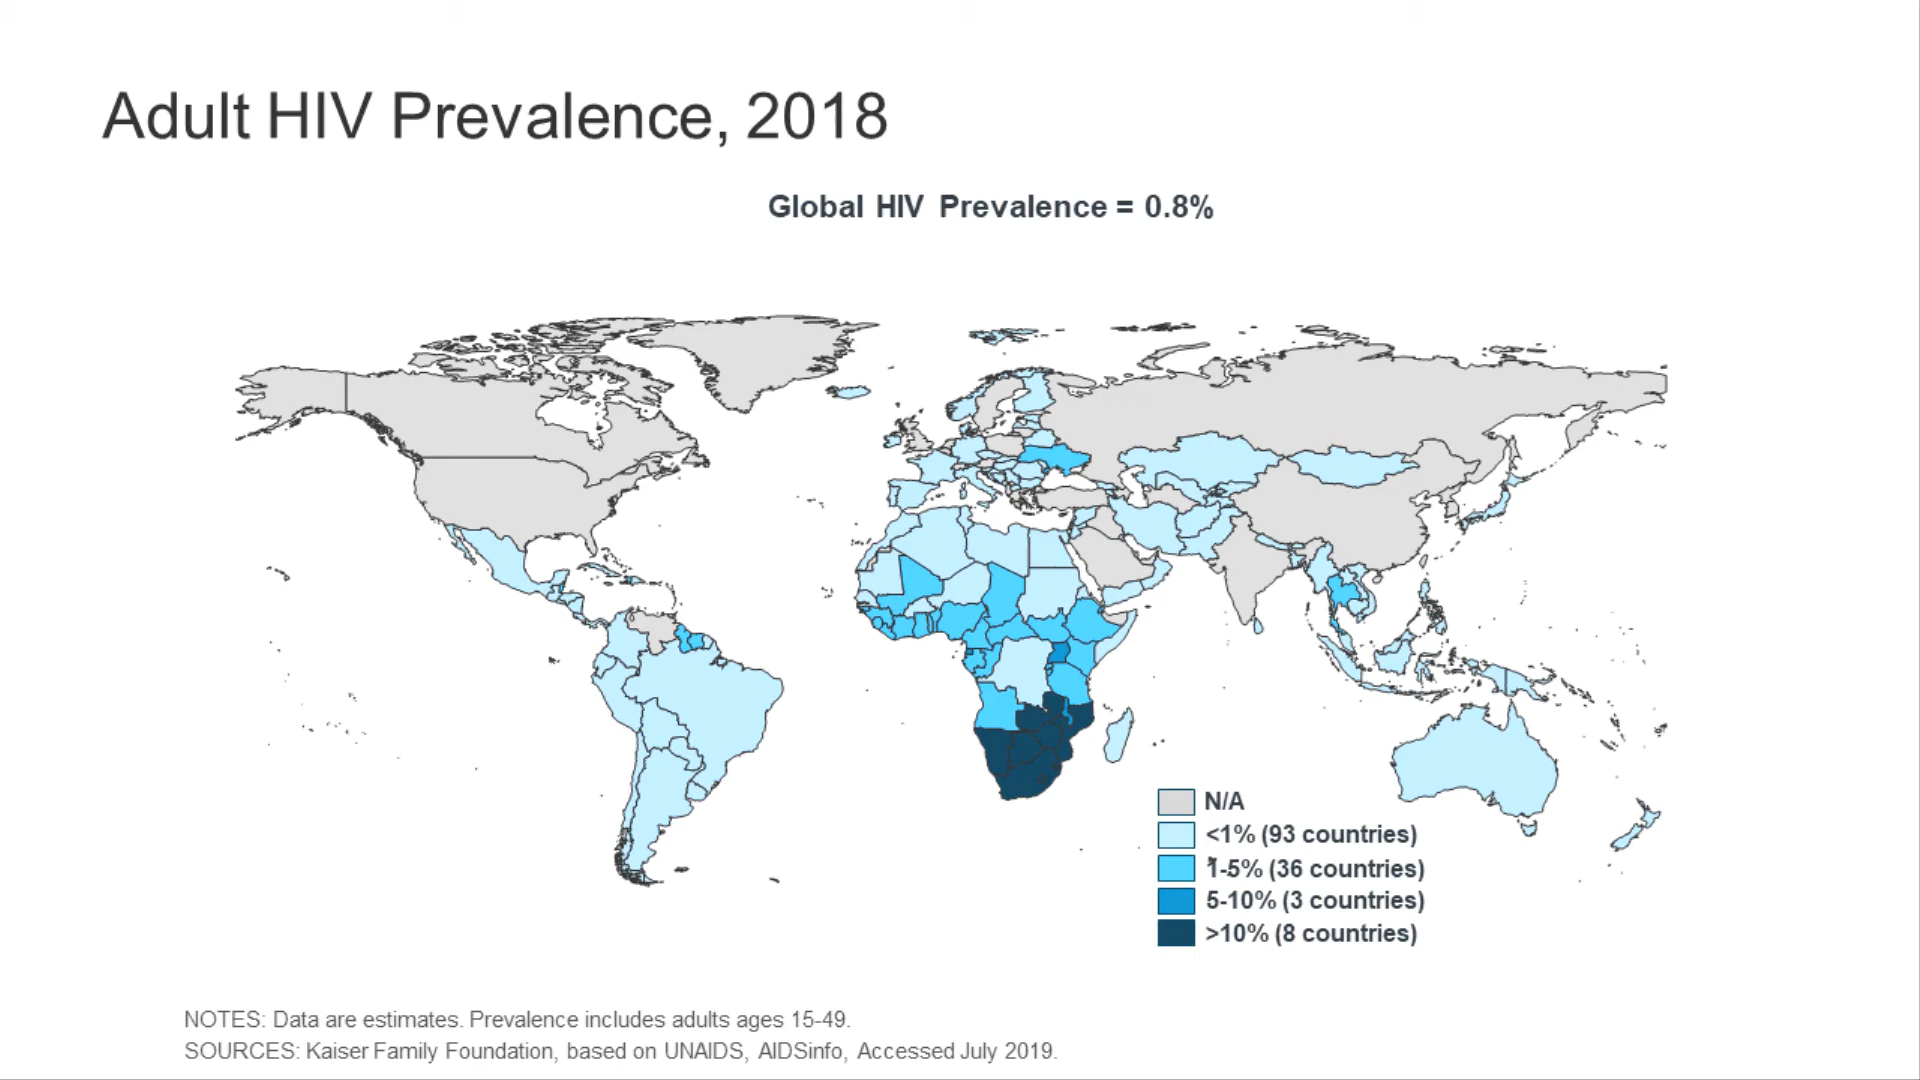 Adult HIV Prevalence, 2018
Global HIV Prevalence = 0.8%
N/A
<1% (93 countries)
1-5% (36 countries)
5-10% (3 countries)
>10% (8 countries)
NOTES: Data are estimates. Prevalence includes adults ages 15-49.
SOURCES: Kaiser Family Foundation, based on UNAIDS, AIDSinfo, Accessed July 2019.